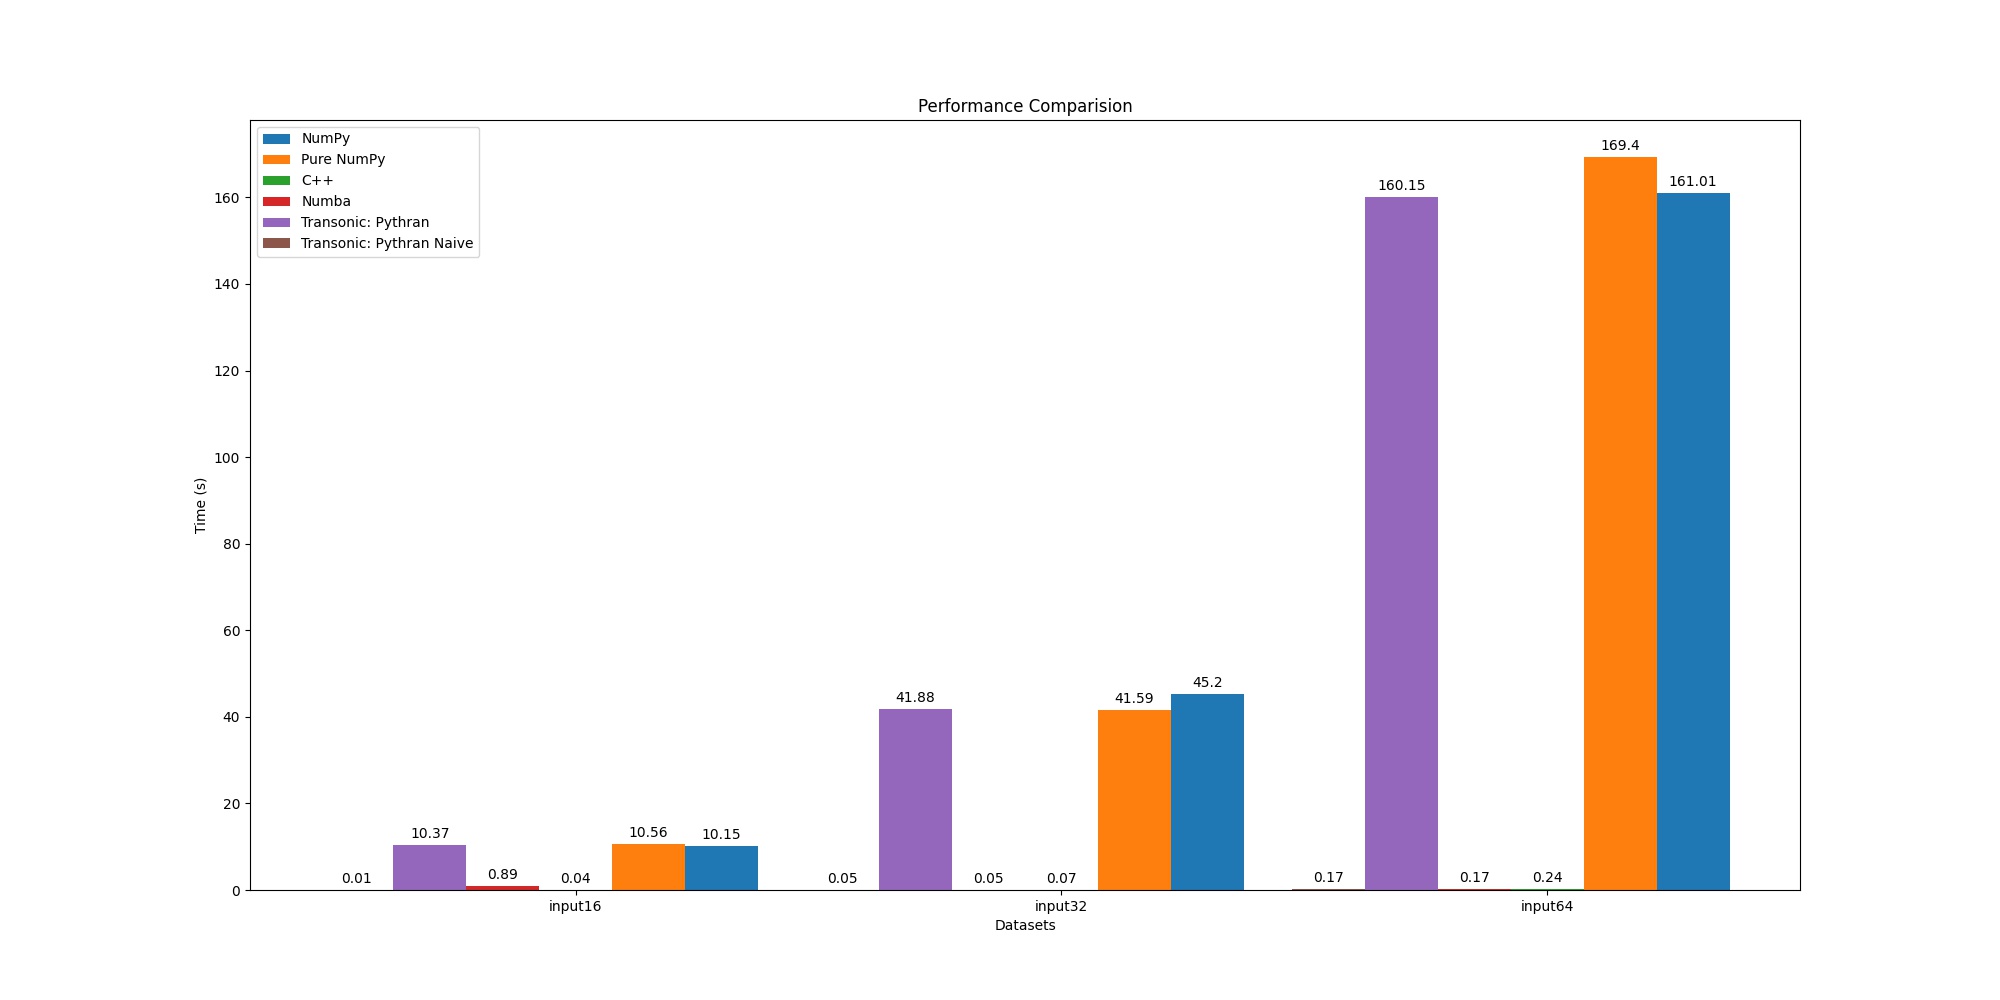 Performance Comparision
NumPy
Pure NumPy
C++
Numba
Transonic: Pythran
Transonic: Pythran Naive
Time (s)
160
140
120
100
80
60
40
20
0
0.01
10.37
0.89
0.04
10.56
10.15
0.05
41.88
0.05
0.07
41.59
45.2
0.17
160.15
0.17
0.24
169.4
161.01
input16
input32
input64
Datasets